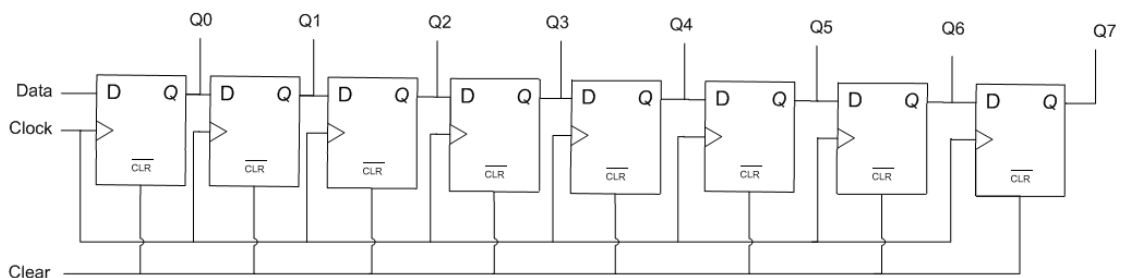 Q0 Q1 Q2 Q3 Q4 Q5 Q6 Q7
Data D Q D Q D Q D Q D Q D Q D Q D Q
Clock
CLR CLR CLR CLR CLR CLR CLR CLR
Clear